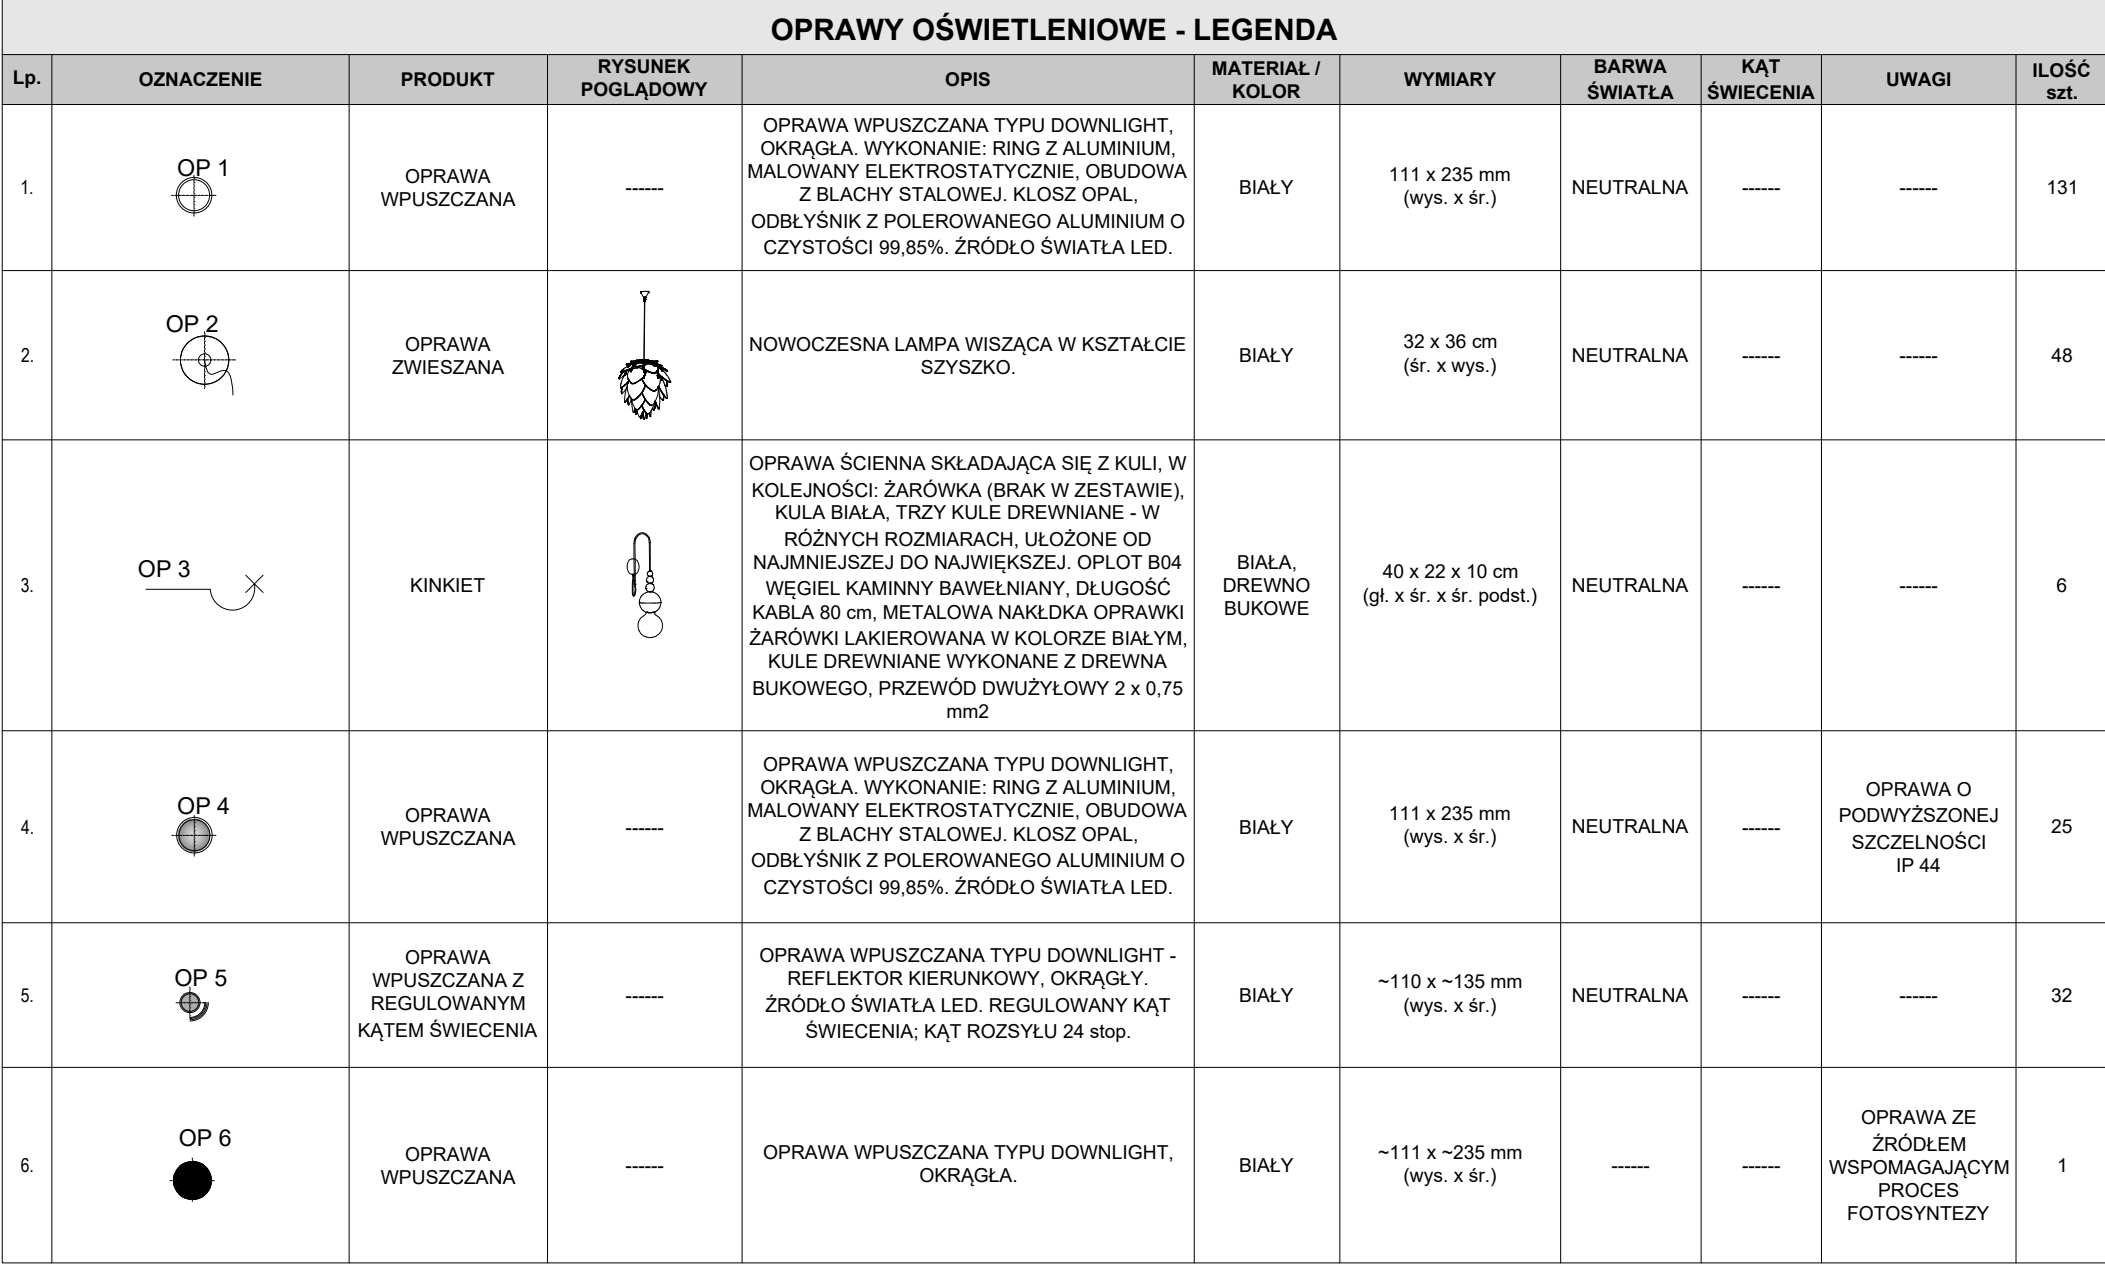 OPRAWY OŚWIETLENIOWE - LEGENDA
Lp.
OZNACZENIE
PRODUKT
RYSUNEK
POGLĄDOWY
OPIS
MATERIAŁ /
KOLOR
WYMIARY
BARWA
ŚWIATŁA
KĄT
ŚWIECENIA
UWAGI
ILOŚĆ
szt.
1.
OP 1
OPRAWA
WPUSZCZANA
------
OPRAWA WPUSZCZANA TYPU DOWNLIGHT,
OKRĄGŁA. WYKONANIE: RING Z ALUMINIUM,
MALOWANY ELEKTROSTATYCZNIE, OBUDOWA
Z BLACHY STALOWEJ. KLOSZ OPAL,
ODBŁYŚNIK Z POLEROWANEGO ALUMINIUM O
CZYSTOŚCI 99,85%. ŹRÓDŁO ŚWIATŁA LED.
BIAŁY
111 x 235 mm
(wys. x śr.)
NEUTRALNA
------
------
131
2.
OP 2
OPRAWA
ZWIESZANA
NOWOCZESNA LAMPA WISZĄCA W KSZTAŁCIE
SZYSZKO.
BIAŁY
32 x 36 cm
(śr. x wys.)
NEUTRALNA
------
------
48
3.
OP 3
KINKIET
OPRAWA ŚCIENNA SKŁADAJĄCA SIĘ Z KULI, W
KOLEJNOŚCI: ŻARÓWKA (BRAK W ZESTAWIE),
KULA BIAŁA, TRZY KULE DREWNIANE - W
RÓŻNYCH ROZMIARACH, UŁOŻONE OD
NAJMNIEJSZEJ DO NAJWIĘKSZEJ. OPLOT B04
WĘGIEL KAMINNY BAWEŁNIANY, DŁUGOŚĆ
KABLA 80 cm, METALOWA NAKŁDKA OPRAWKI
ŻARÓWKI LAKIEROWANA W KOLORZE BIAŁYM,
KULE DREWNIANE WYKONANE Z DREWNA
BUKOWEGO, PRZEWÓD DWUŻYŁOWY 2 x 0,75
mm2
BIAŁA,
DREWNO
BUKOWE
40 x 22 x 10 cm
(gł. x śr. x śr. podst.)
NEUTRALNA
------
------
6
4.
OP 4
OPRAWA
WPUSZCZANA
------
OPRAWA WPUSZCZANA TYPU DOWNLIGHT,
OKRĄGŁA. WYKONANIE: RING Z ALUMINIUM,
MALOWANY ELEKTROSTATYCZNIE, OBUDOWA
Z BLACHY STALOWEJ. KLOSZ OPAL,
ODBŁYŚNIK Z POLEROWANEGO ALUMINIUM O
CZYSTOŚCI 99,85%. ŹRÓDŁO ŚWIATŁA LED.
BIAŁY
111 x 235 mm
(wys. x śr.)
NEUTRALNA
------
OPRAWA O
PODWYŻSZONEJ
SZCZELNOŚCI
IP 44
25
5.
OP 5
OPRAWA
WPUSZCZANA Z
REGULOWANYM
KĄTEM ŚWIECENIA
------
OPRAWA WPUSZCZANA TYPU DOWNLIGHT -
REFLEKTOR KIERUNKOWY, OKRĄGŁY.
ŹRÓDŁO ŚWIATŁA LED. REGULOWANY KĄT
ŚWIECENIA; KĄT ROZSYŁU 24 stop.
BIAŁY
~110 x ~135 mm
(wys. x śr.)
NEUTRALNA
------
------
32
6.
OP 6
OPRAWA
WPUSZCZANA
------
OPRAWA WPUSZCZANA TYPU DOWNLIGHT,
OKRĄGŁA.
BIAŁY
~111 x ~235 mm
(wys. x śr.)
------
------
OPRAWA ZE
ŹRÓDŁEM
WSPOMAGAJĄCYM
PROCES
FOTOSYNTEZY
1